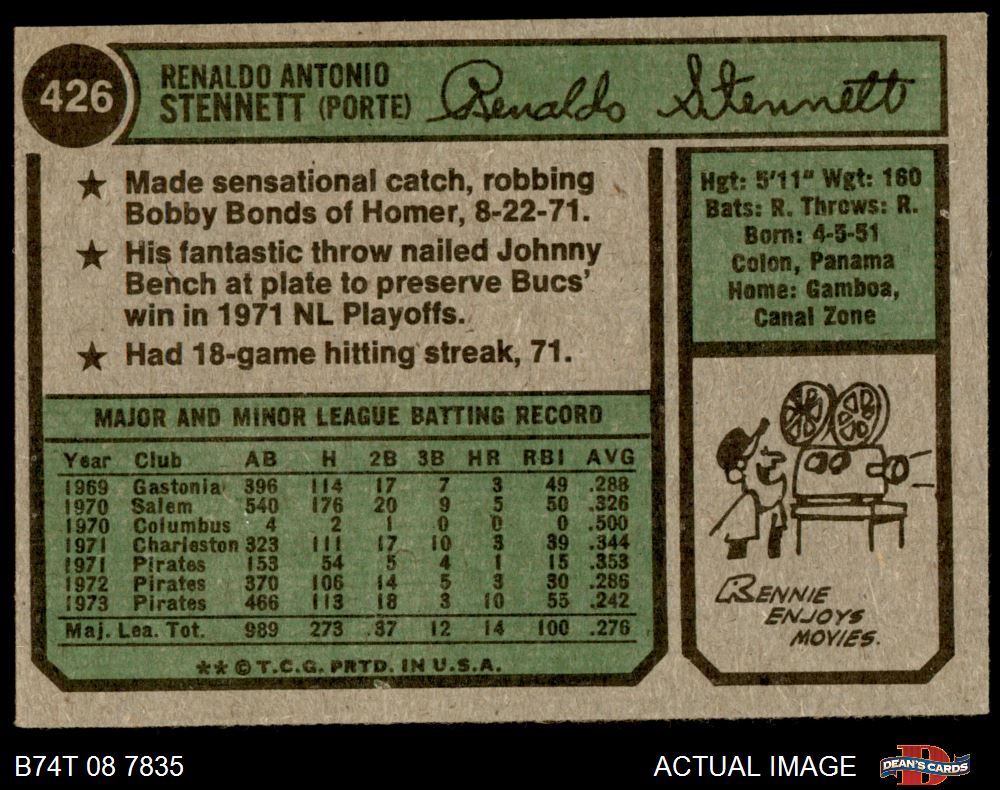 426
RENALDO ANTONIO
STENNETT (PORTE)
Renaldo Stennett
★ Made sensational catch, robbing
Bobby Bonds of Homer, 8-22-71.
★ His fantastic throw nailed Johnny
Bench at plate to preserve Bucs'
win in 1971 NL Playoffs.
★ Had 18-game hitting streak, 71.
Hgt: 5'11" Wgt: 160
Bats: R. Throws: R.
Born: 4-5-51
Colon, Panama
Home: Gamboa,
Canal Zone
MAJOR AND MINOR LEAGUE BATTING RECORD
Year Club AB H 2B 3B HR RBI AVG
1969 Gastonia 396 114 17 7 3 49 .288
1970 Salem 540 176 20 9 5 50 .326
1970 Columbus 4 2 1 0 0 0 .500
1971 Charleston 323 111 17 10 3 39 .344
1971 Pirates 153 54 5 4 1 15 .353
1972 Pirates 370 106 14 5 3 30 .286
1973 Pirates 466 113 18 3 10 55 .242
Maj. Lea. Tot. 989 273 37 12 14 100 .276
** © T.C.G. PRTD. IN U.S.A.
RENNIE
ENJOYS
MOVIES.
B74T 08 7835
ACTUAL IMAGE
D
DEAN'S CARDS